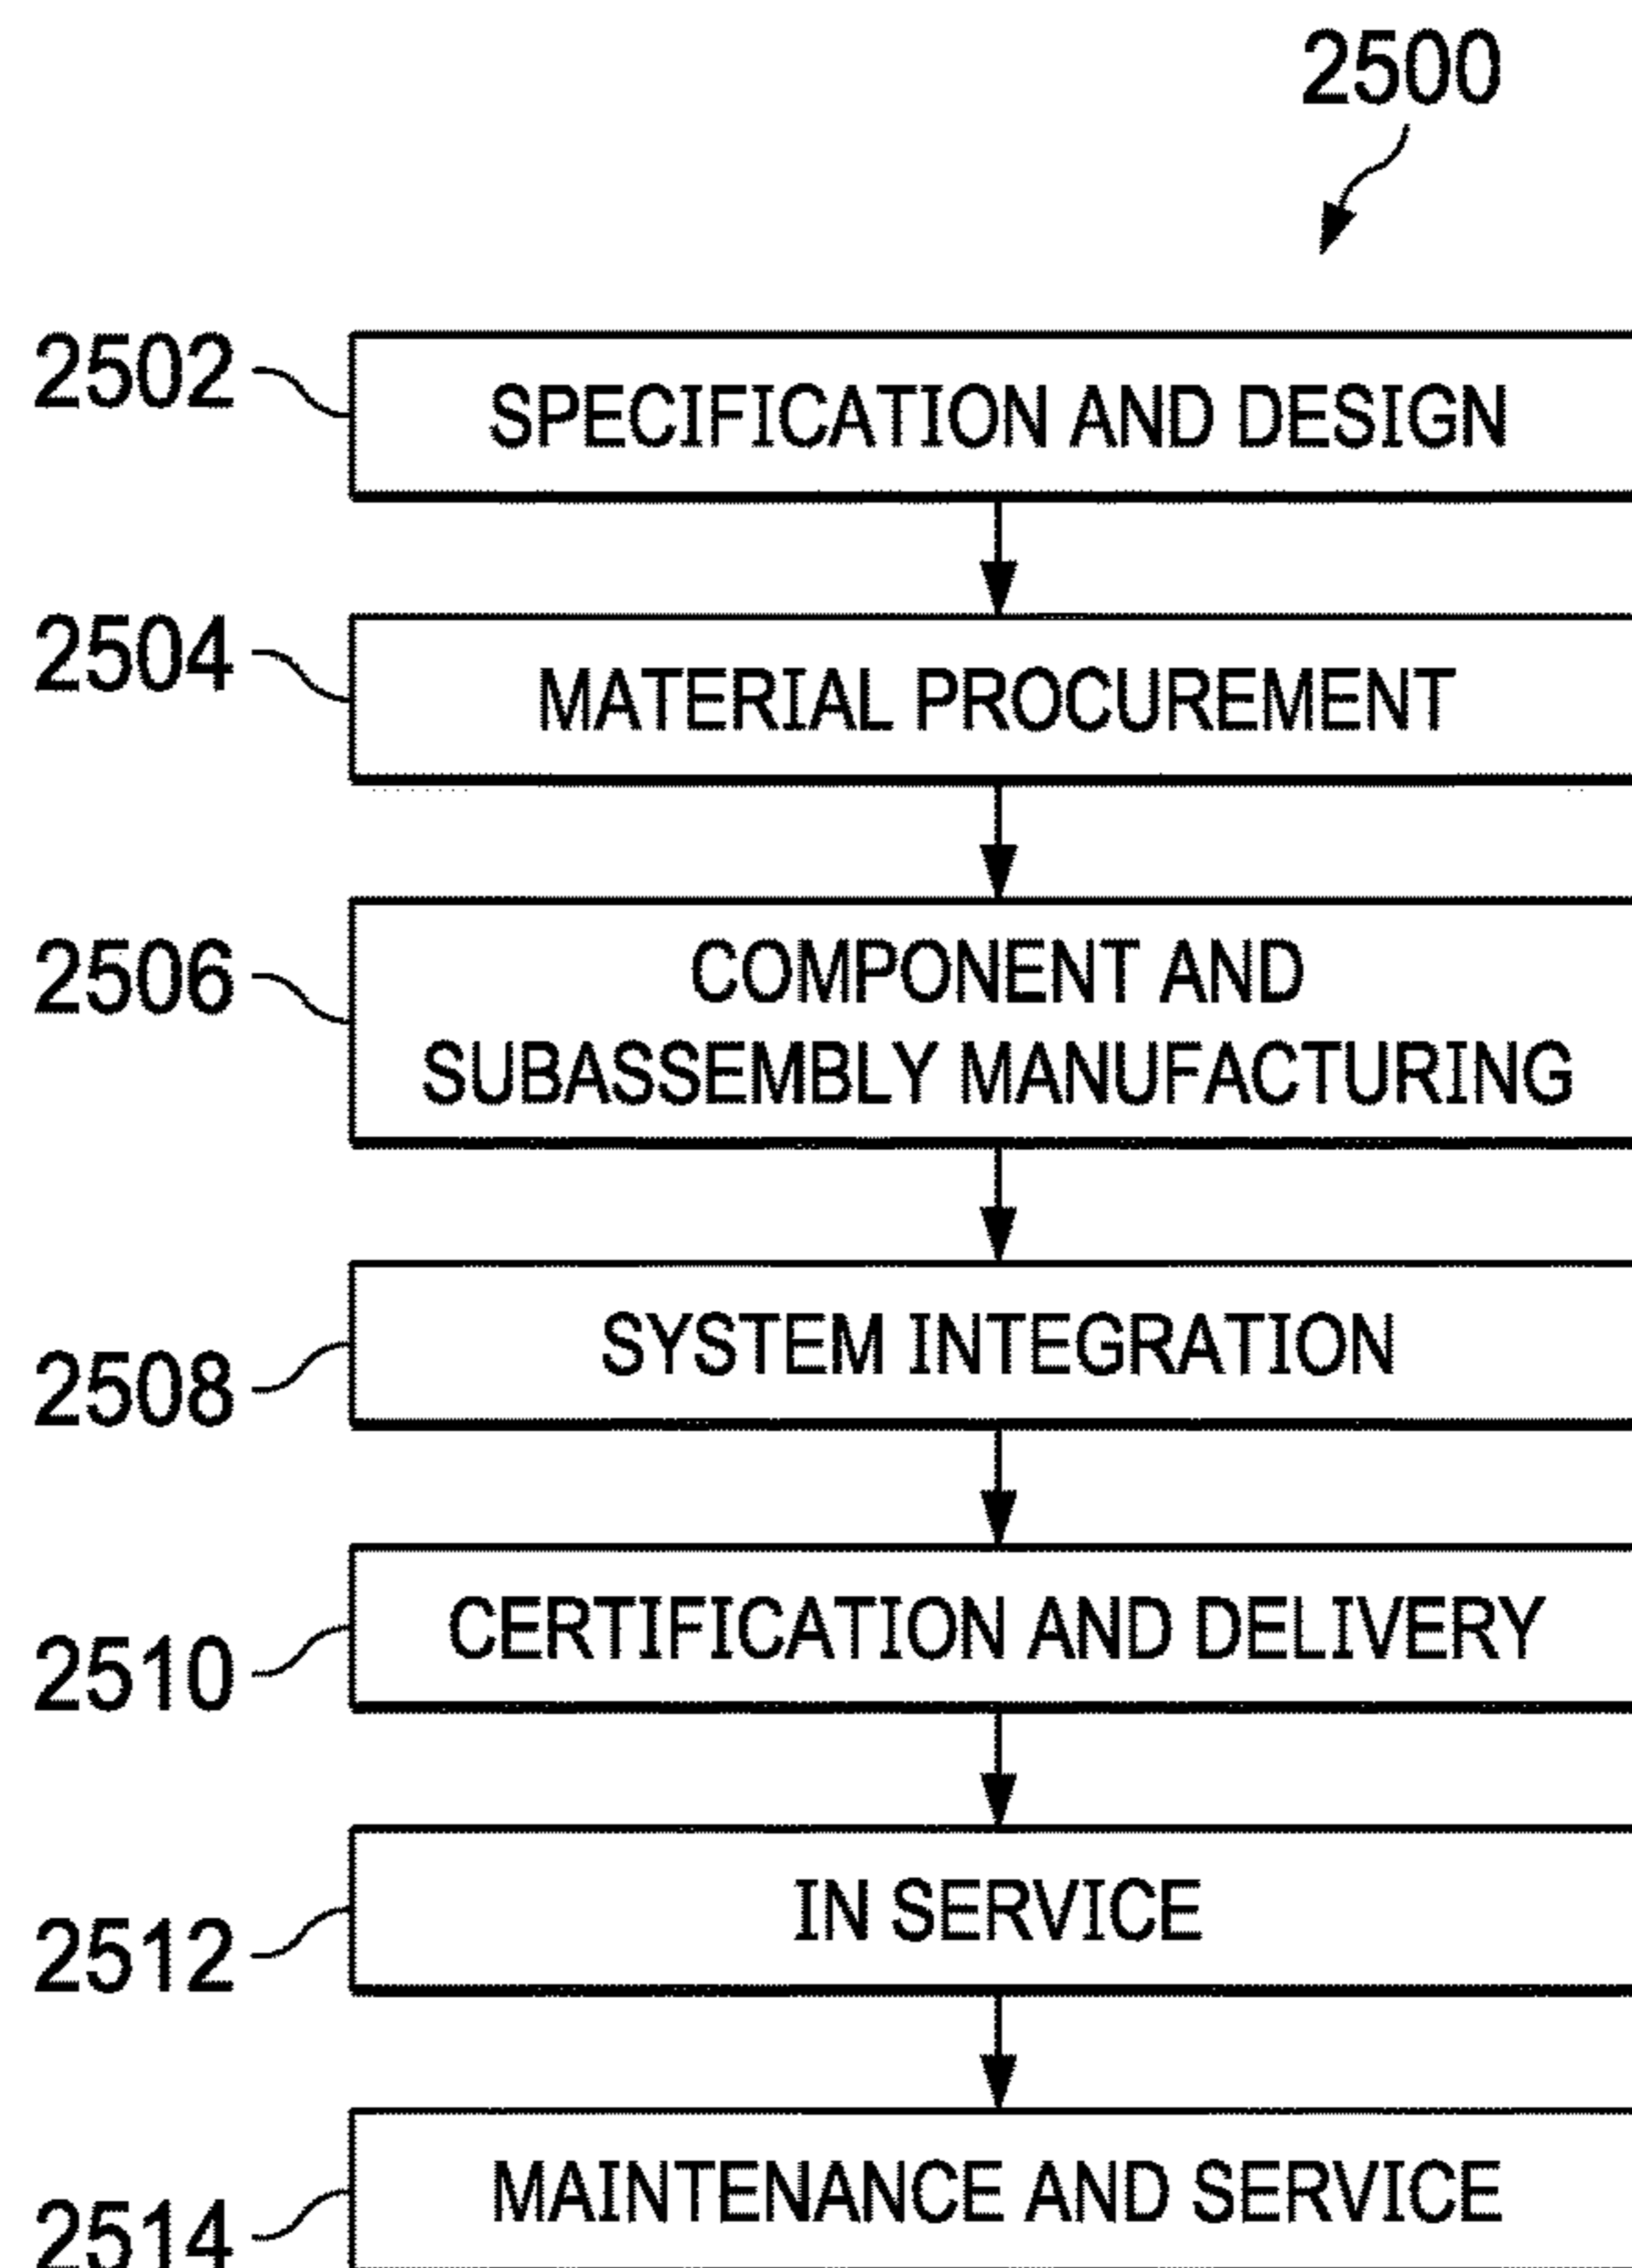 2500
2502
SPECIFICATION AND DESIGN
2504
MATERIAL PROCUREMENT
2506
COMPONENT AND
SUBASSEMBLY MANUFACTURING
2508
SYSTEM INTEGRATION
2510
CERTIFICATION AND DELIVERY
2512
IN SERVICE
2514
MAINTENANCE AND SERVICE